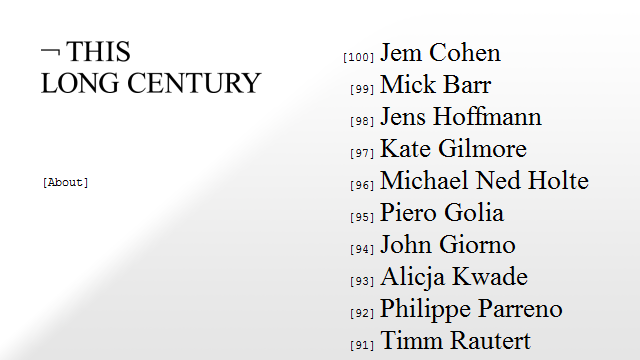 ¬ THIS
LONG CENTURY
[About]
[100] Jem Cohen
[99] Mick Barr
[98] Jens Hoffmann
[97] Kate Gilmore
[96] Michael Ned Holte
[95] Piero Golia
[94] John Giorno
[93] Alicja Kwade
[92] Philippe Parreno
[91] Timm Rautert